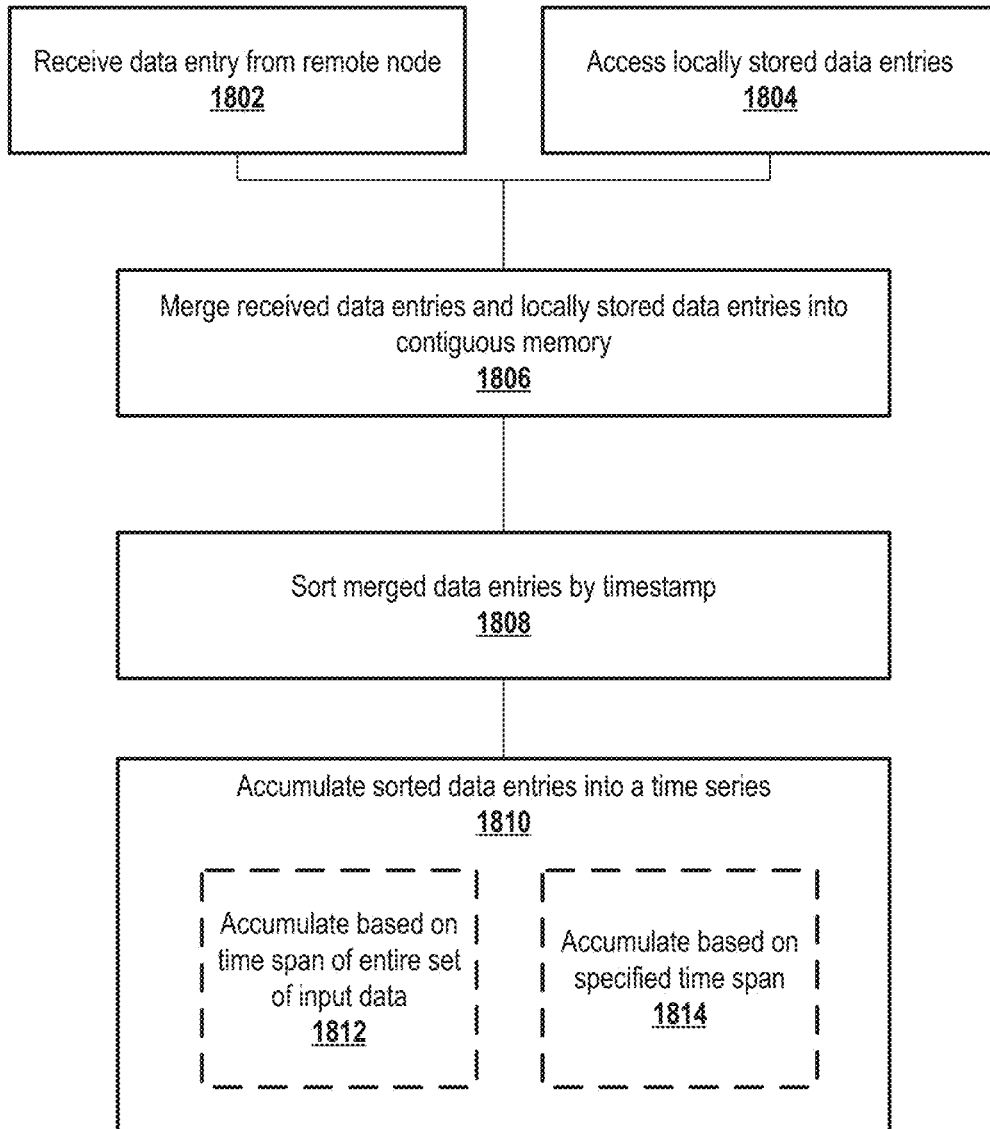 Receive data entry from remote node
1802
Access locally stored data entries
1804
Merge received data entries and locally stored data entries into
contiguous memory
1806
Sort merged data entries by timestamp
1808
Accumulate sorted data entries into a time series
1810
Accumulate based on
time span of entire set
of input data
1812
Accumulate based on
specified time span
1814